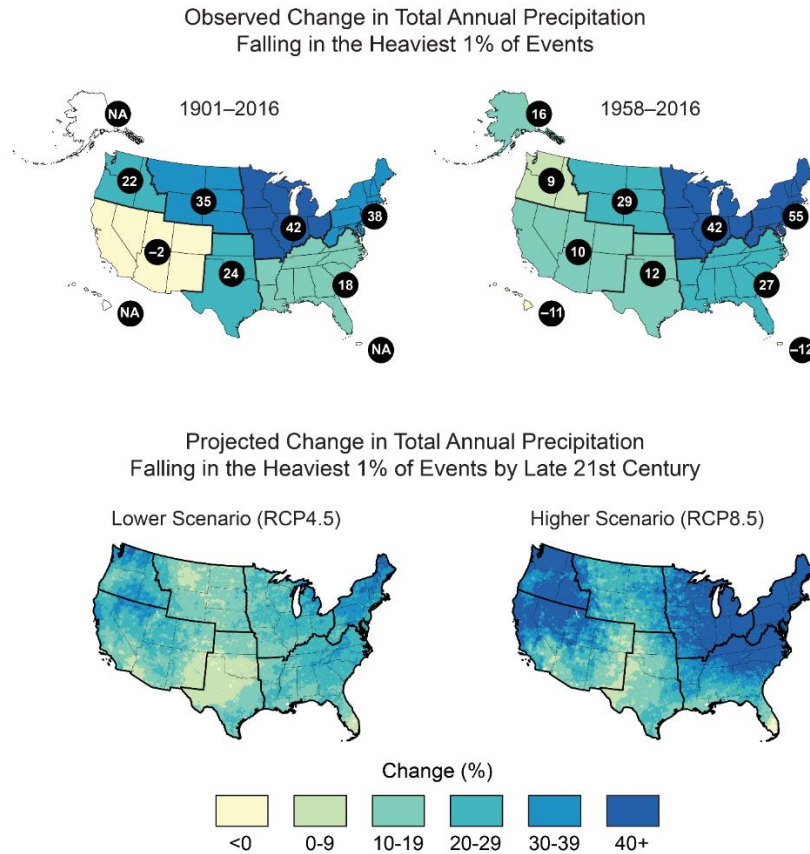 Observed Change in Total Annual Precipitation
Falling in the Heaviest 1% of Events
1901–2016
1958–2016
NA
22
35
42
38
–2
24
18
NA
NA
16
9
29
42
55
10
12
27
–11
–12
Projected Change in Total Annual Precipitation
Falling in the Heaviest 1% of Events by Late 21st Century
Lower Scenario (RCP4.5)
Higher Scenario (RCP8.5)
Change (%)
<0
0-9
10-19
20-29
30-39
40+